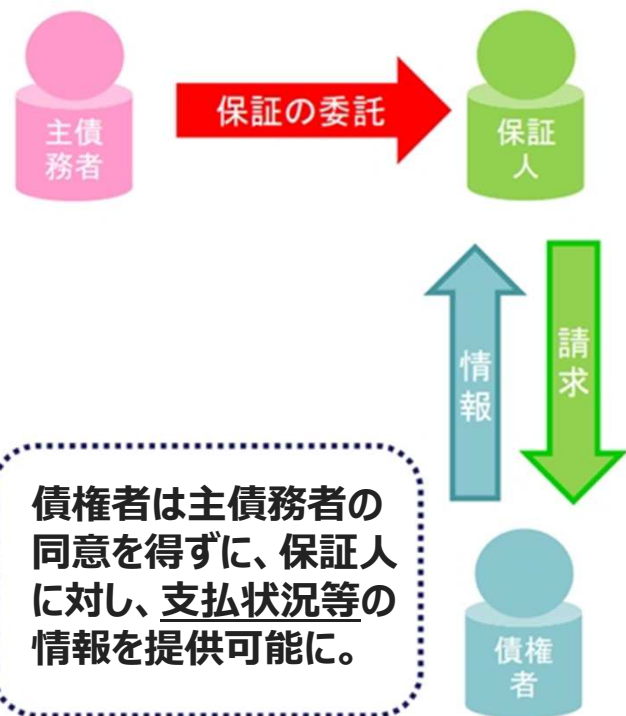 主債
務者
保証の委託
保証
人
情
報
請
求
債権者は主債務者の
同意を得ずに、保証人
に対し、支払状況等の
情報を提供可能に。
債権
者